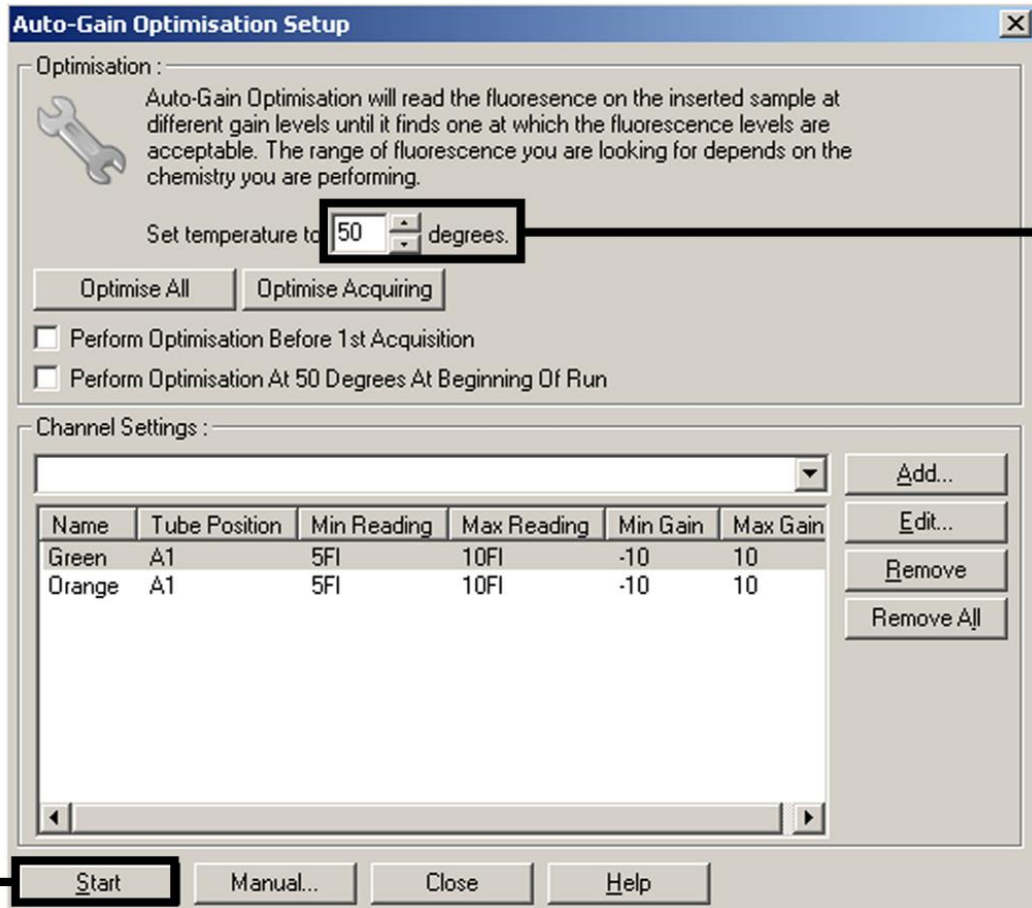 Auto-Gain Optimisation Setup
Optimisation :
Auto-Gain Optimisation will read the fluoresence on the inserted sample at
different gain levels until it finds one at which the fluorescence levels are
acceptable. The range of fluorescence you are looking for depends on the
chemistry you are performing.
Set temperature to 50 degrees.
Optimise All Optimise Acquiring
Perform Optimisation Before 1st Acquisition
Perform Optimisation At 50 Degrees At Beginning Of Run
Channel Settings :
Add...
Name Tube Position Min Reading Max Reading Min Gain Max Gain Edit...
Green A1 5Fl 10Fl -10 10
Orange A1 5Fl 10Fl -10 10
Remove
Remove All
Start Manual... Close Help